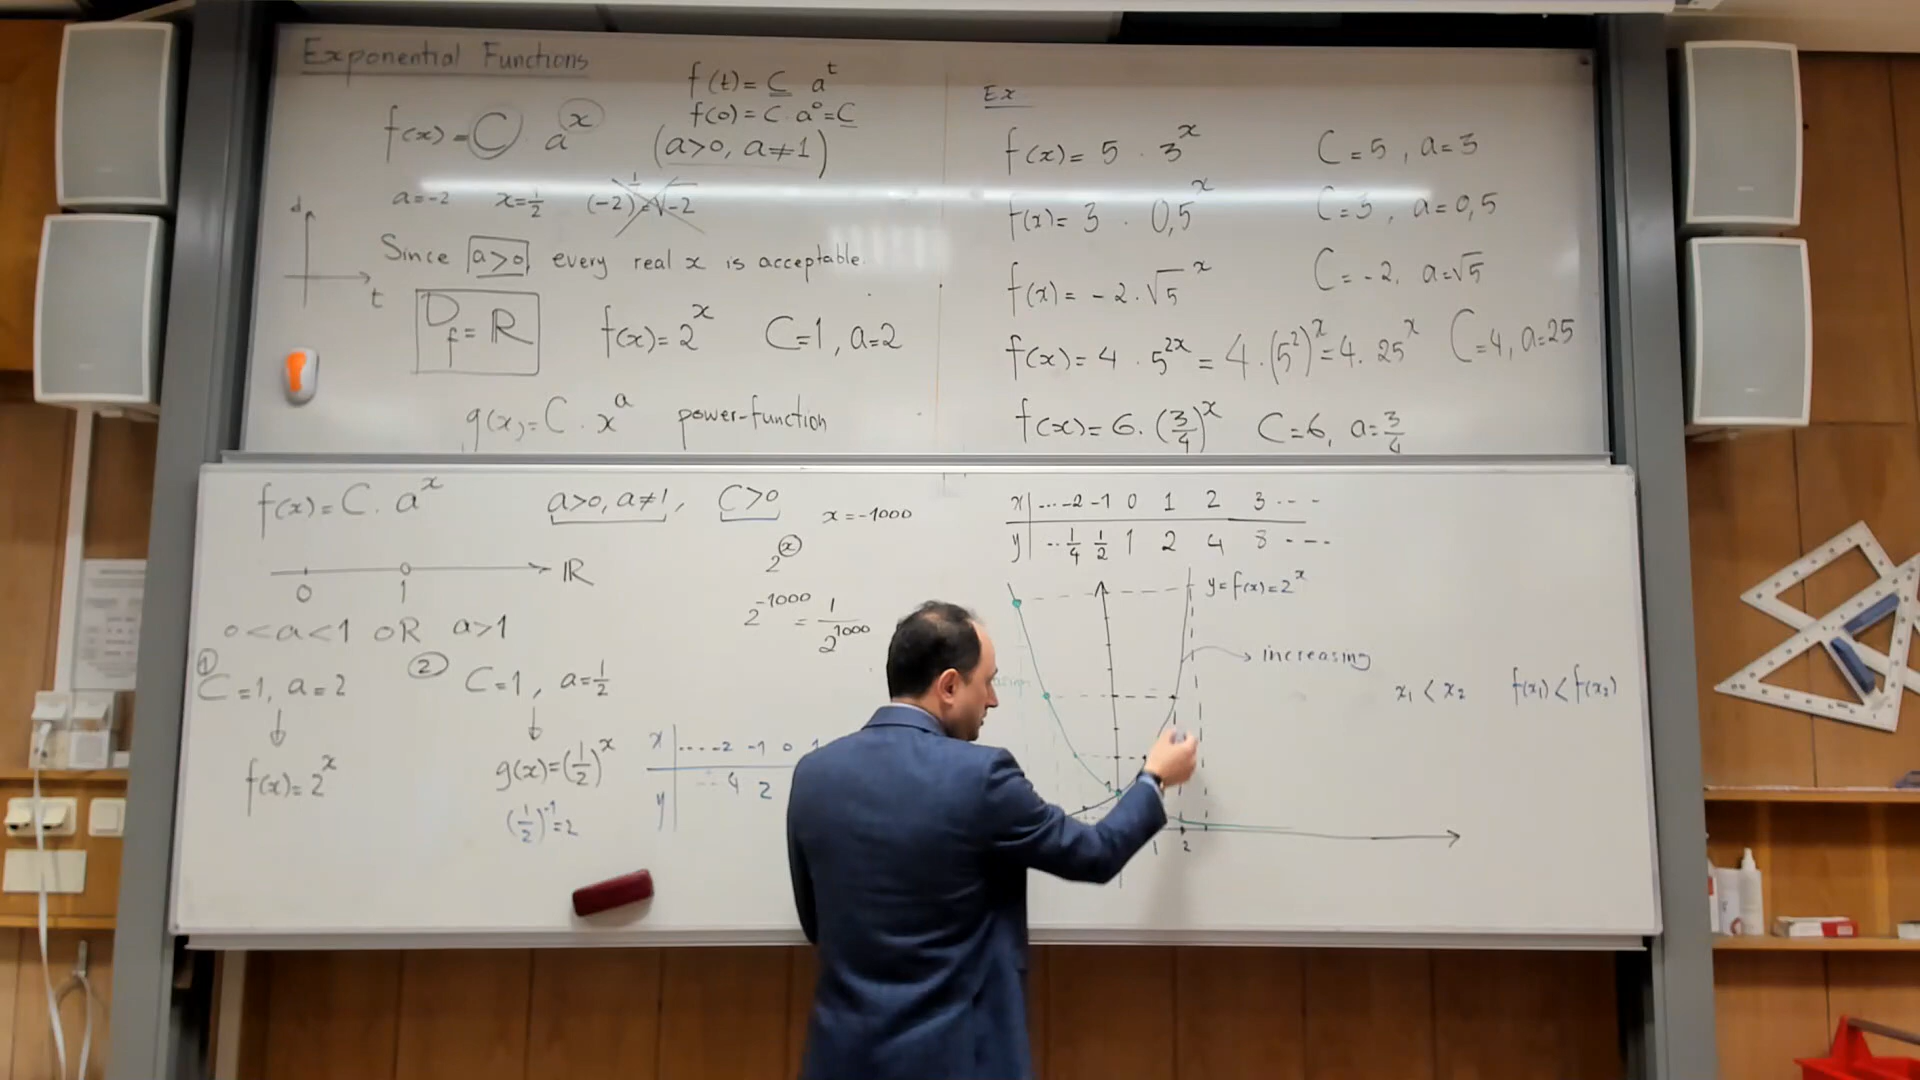 Exponential Functions
f(t) = C a^t
f(0) = C · a^0 = C
f(x) = C a^x (a>0, a≠1)
a=-2 x=1/2 (-2)^1/2 = √-2
d
t
Since a>0, every real x is acceptable.
D_f = ℝ f(x) = 2^x C=1, a=2
g(x) = C · x^a power-function
Ex
f(x) = 5 · 3^x C=5, a=3
f(x) = 3 · 0,5^x C=3, a=0,5
f(x) = -2 · √5^x C=-2, a=√5
f(x) = 4 · 5^2x = 4 · (5^2)^x = 4 · 25^x C=4, a=25
f(x) = 6 · (3/4)^x C=6, a=3/4
f(x) = C · a^x a>0, a≠1, C>0
x=-1000
2^x
2^-1000 = 1/2^1000
0 1 ℝ
0<a<1 OR a>1
① C=1, a=2
f(x) = 2^x
② C=1, a=1/2
g(x) = (1/2)^x
(1/2)^-1 = 2
x | .... -2 -1 0 1
y | ... 4 2
x | ... -2 -1 0 1 2 3 ...
y | ... 1/4 1/2 1 2 4 8 ...
y = f(x) = 2^x
increasing
x₁ < x₂ f(x₁) < f(x₂)
1
1 2